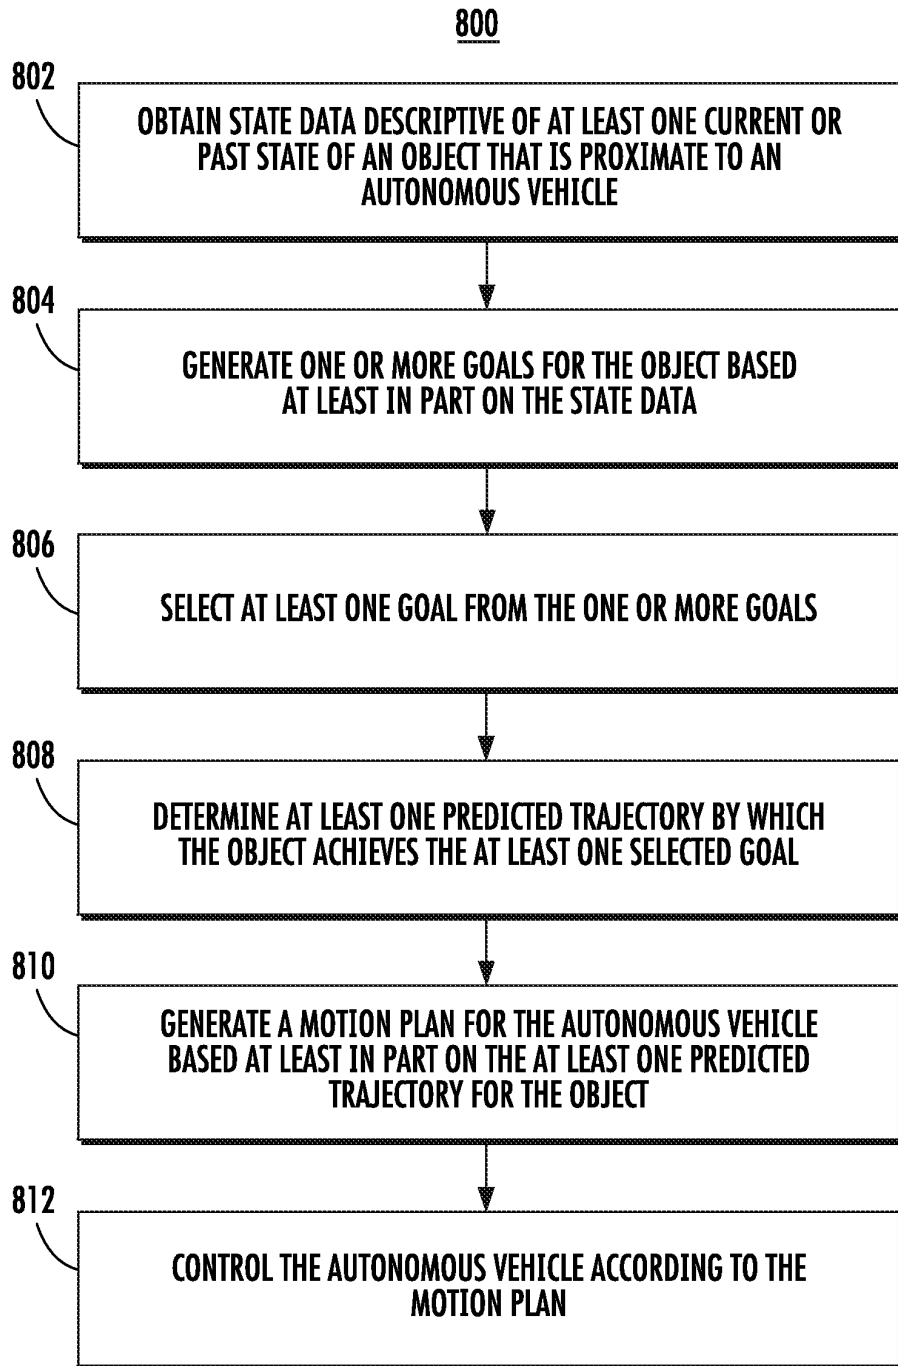 800
802
OBTAIN STATE DATA DESCRIPTIVE OF AT LEAST ONE CURRENT OR
PAST STATE OF AN OBJECT THAT IS PROXIMATE TO AN
AUTONOMOUS VEHICLE
804
GENERATE ONE OR MORE GOALS FOR THE OBJECT BASED
AT LEAST IN PART ON THE STATE DATA
806
SELECT AT LEAST ONE GOAL FROM THE ONE OR MORE GOALS
808
DETERMINE AT LEAST ONE PREDICTED TRAJECTORY BY WHICH
THE OBJECT ACHIEVES THE AT LEAST ONE SELECTED GOAL
810
GENERATE A MOTION PLAN FOR THE AUTONOMOUS VEHICLE
BASED AT LEAST IN PART ON THE AT LEAST ONE PREDICTED
TRAJECTORY FOR THE OBJECT
812
CONTROL THE AUTONOMOUS VEHICLE ACCORDING TO THE
MOTION PLAN